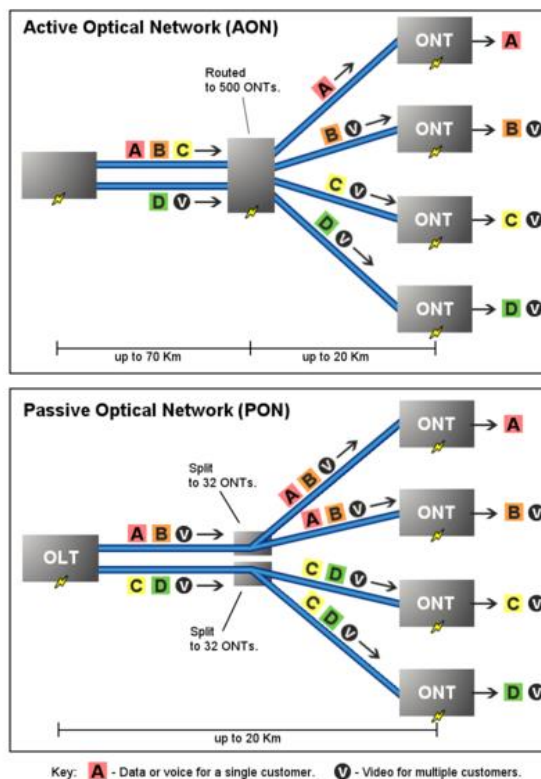 Active Optical Network (AON)
ONT
A
Routed
to 500 ONTs.
A
ONT
B V
B V
A B C
D V
C V
ONT
C V
D V
ONT
D V
up to 70 Km
up to 20 Km
Passive Optical Network (PON)
ONT
A
Split
to 32 ONTs.
A B V
A B V
ONT
B V
A B V
OLT
C D V
C D V
ONT
C V
C D V
Split
to 32 ONTs.
ONT
D V
up to 20 Km
Key: A - Data or voice for a single customer. V - Video for multiple customers.